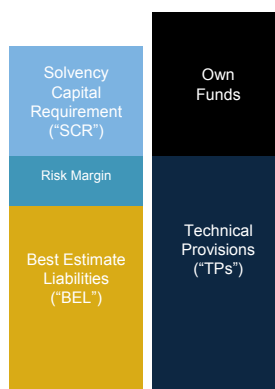 Solvency
Capital
Requirement
(“SCR”)
Risk Margin
Best Estimate
Liabilities
(“BEL”)
Own
Funds
Technical
Provisions
(“TPs”)